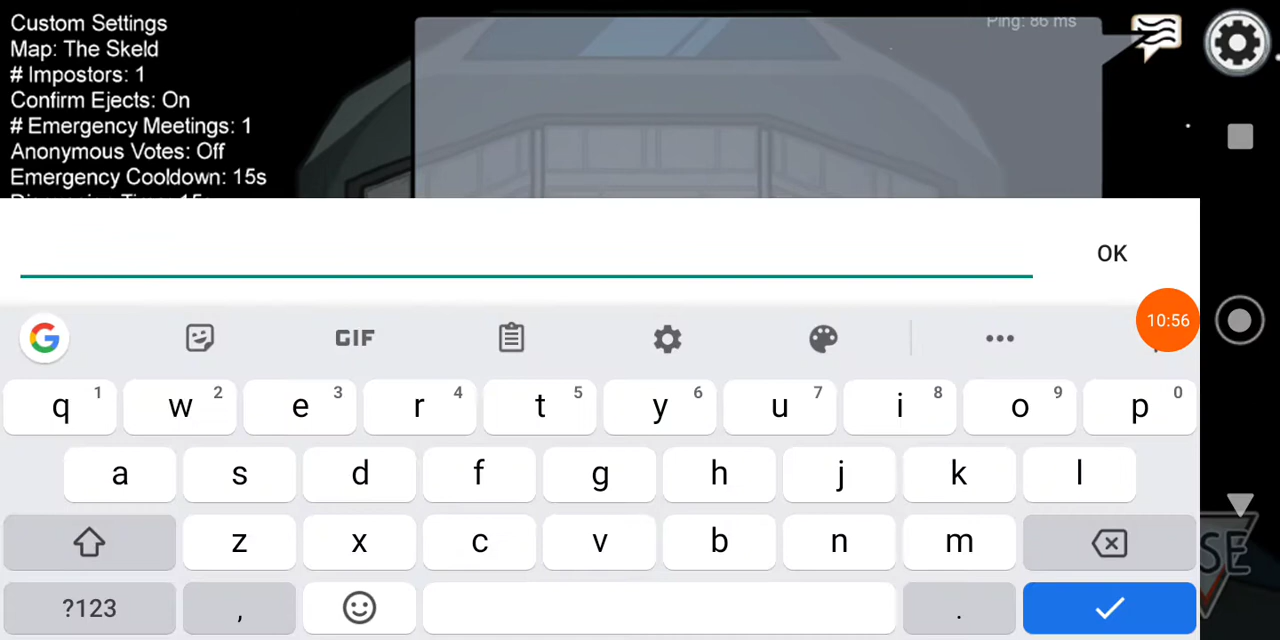 Custom Settings
Map: The Skeld
# Impostors: 1
Confirm Ejects: On
# Emergency Meetings: 1
Anonymous Votes: Off
Emergency Cooldown: 15s
Ping: 86 ms
OK
GIF
10:56
q 1 w 2 e 3 r 4 t 5 y 6 u 7 i 8 o 9 p 0
a s d f g h j k l
z x c v b n m
?123 , .
SE